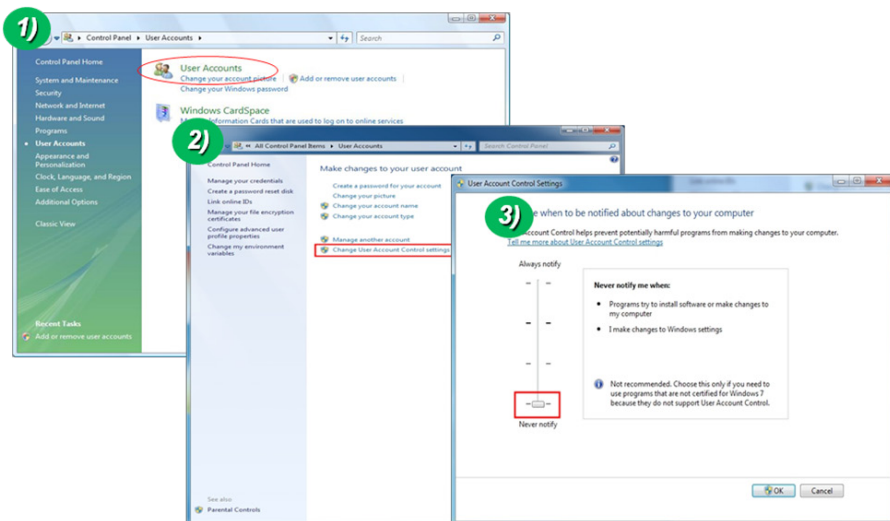 1)
Control Panel ▸ User Accounts ▸
Search
Control Panel Home
System and Maintenance
Security
Network and Internet
Hardware and Sound
Programs
User Accounts
Appearance and
Personalization
Clock, Language, and Region
Ease of Access
Additional Options
Classic View
Recent Tasks
Add or remove user accounts
User Accounts
Change your account picture
Add or remove user accounts
Change your Windows password
Windows CardSpace
Information Cards that are used to log on to online services
2)
All Control Panel Items ▸ User Accounts
Search Control Panel
Control Panel Home
Manage your credentials
Create a password reset disk
Link online IDs
Manage your file encryption
certificates
Configure advanced user
profile properties
Change my environment
variables
See also
Parental Controls
Make changes to your user account
Create a password for your account
Change your picture
Change your account name
Change your account type
Manage another account
Change User Account Control settings
3)
User Account Control Settings
when to be notified about changes to your computer
Account Control helps prevent potentially harmful programs from making changes to your computer.
Tell me more about User Account Control settings
Always notify
Never notify me when:
• Programs try to install software or make changes to
my computer
• I make changes to Windows settings
Not recommended. Choose this only if you need to
use programs that are not certified for Windows 7
because they do not support User Account Control.
Never notify
OK
Cancel